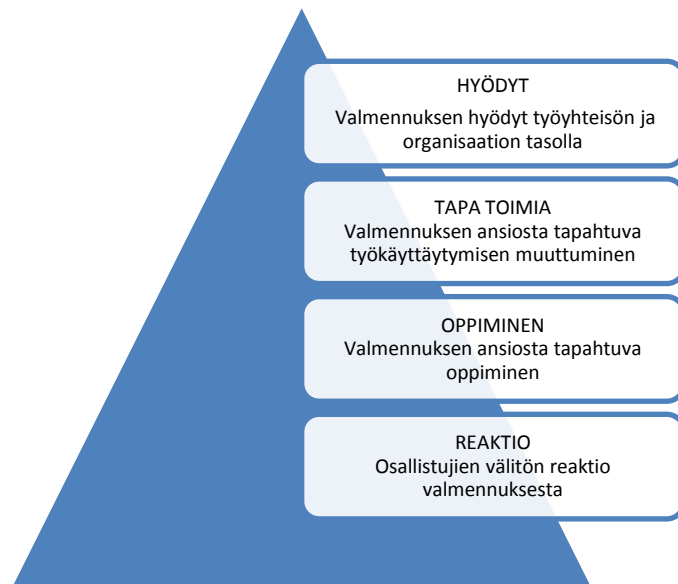 HYÖDYT
Valmennuksen hyödyt työyhteisön ja
organisaation tasolla
TAPA TOIMIA
Valmennuksen ansiosta tapahtuva
työkäyttäytymisen muuttuminen
OPPIMINEN
Valmennuksen ansiosta tapahtuva
oppiminen
REAKTIO
Osallistujien välitön reaktio
valmennuksesta